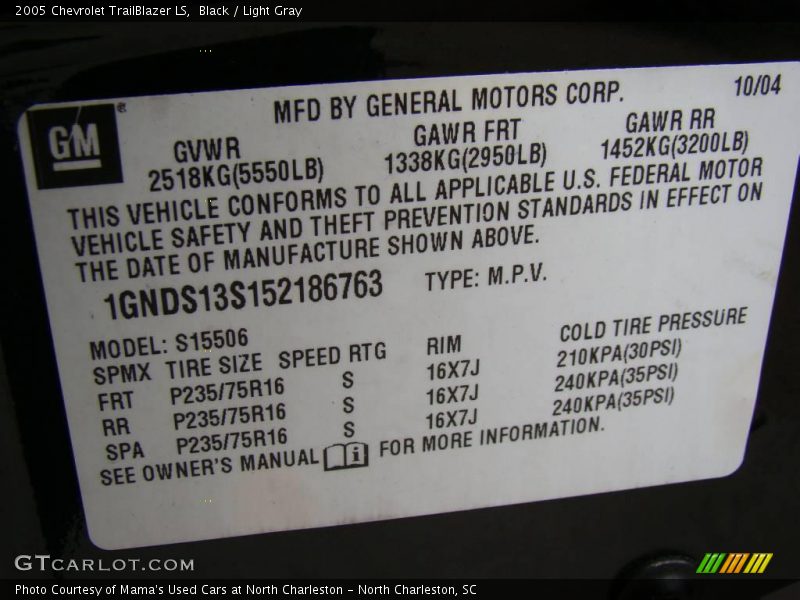 2005 Chevrolet TrailBlazer LS, Black / Light Gray
10/04
MFD BY GENERAL MOTORS CORP.
GM
GVWR GAWR FRT GAWR RR
2518KG(5550LB) 1338KG(2950LB) 1452KG(3200LB)
THIS VEHICLE CONFORMS TO ALL APPLICABLE U.S. FEDERAL MOTOR
VEHICLE SAFETY AND THEFT PREVENTION STANDARDS IN EFFECT ON
THE DATE OF MANUFACTURE SHOWN ABOVE.
1GNDS13S152186763 TYPE: M.P.V.
MODEL: S15506
SPMX TIRE SIZE SPEED RTG RIM COLD TIRE PRESSURE
FRT P235/75R16 S 16X7J 210KPA(30PSI)
RR P235/75R16 S 16X7J 240KPA(35PSI)
SPA P235/75R16 S 16X7J 240KPA(35PSI)
SEE OWNER'S MANUAL i FOR MORE INFORMATION.
GTCARLOT.COM
Photo Courtesy of Mama's Used Cars at North Charleston - North Charleston, SC